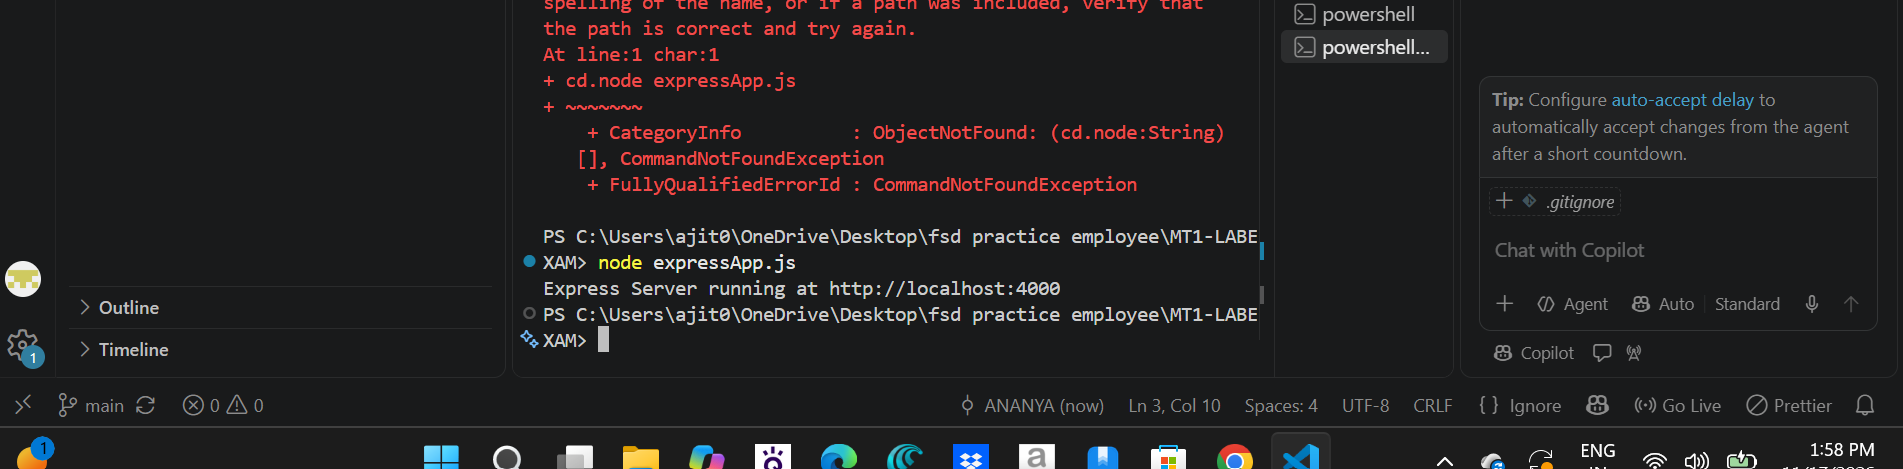 spelling of the name, or if a path was included, verify that
the path is correct and try again.
At line:1 char:1
+ cd.node expressApp.js
+ ~~~~~~~
+ CategoryInfo          : ObjectNotFound: (cd.node:String)
[], CommandNotFoundException
+ FullyQualifiedErrorId : CommandNotFoundException
PS C:\Users\ajit0\OneDrive\Desktop\fsd practice employee\MT1-LABE
XAM> node expressApp.js
Express Server running at http://localhost:4000
PS C:\Users\ajit0\OneDrive\Desktop\fsd practice employee\MT1-LABE
XAM>
powershell
powershell...
Tip: Configure auto-accept delay to
automatically accept changes from the agent
after a short countdown.
.gitignore
Chat with Copilot
Agent Auto Standard
Copilot
Outline
Timeline
1
main 0 0 ANANYA (now) Ln 3, Col 10 Spaces: 4 UTF-8 CRLF { } Ignore Go Live Prettier
1
a
ENG
1:58 PM